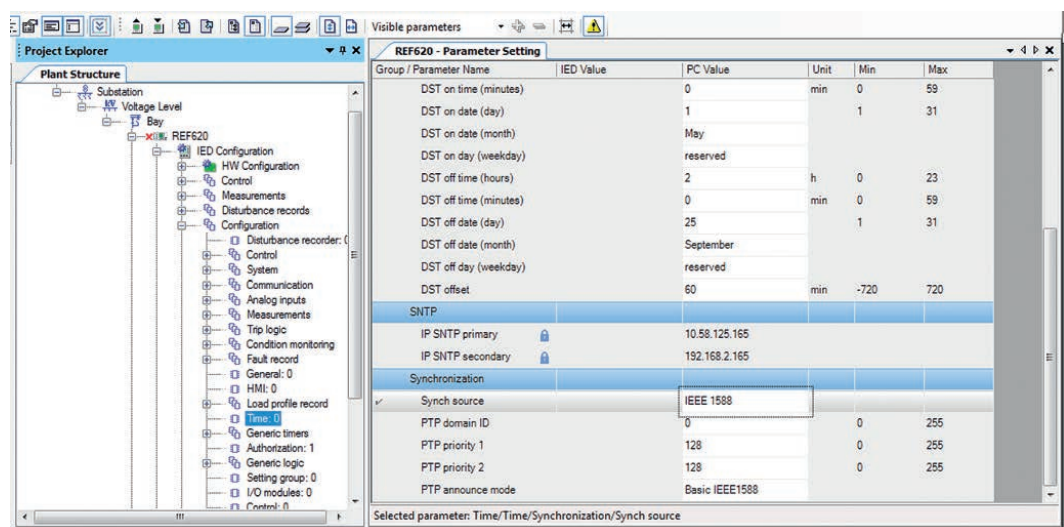 Visible parameters
Project Explorer
Plant Structure
Substation
Voltage Level
Bay
REF620
IED Configuration
HW Configuration
Control
Measurements
Disturbance records
Configuration
Disturbance recorder: 0
Control
System
Communication
Analog inputs
Measurements
Trip logic
Condition monitoring
Fault record
General: 0
HMI: 0
Load profile record
Time: 0
Generic timers
Authorization: 1
Generic logic
Setting group: 0
I/O modules: 0
Control: 0
REF620 - Parameter Setting
Group / Parameter Name IED Value PC Value Unit Min Max
DST on time (minutes) 0 min 0 59
DST on date (day) 1 1 31
DST on date (month) May
DST on day (weekday) reserved
DST off time (hours) 2 h 0 23
DST off time (minutes) 0 min 0 59
DST off date (day) 25 1 31
DST off date (month) September
DST off day (weekday) reserved
DST offset 60 min -720 720
SNTP
IP SNTP primary 10.58.125.165
IP SNTP secondary 192.168.2.165
Synchronization
Synch source IEEE 1588
PTP domain ID 0 0 255
PTP priority 1 128 0 255
PTP priority 2 128 0 255
PTP announce mode Basic IEEE1588
Selected parameter: Time/Time/Synchronization/Synch source